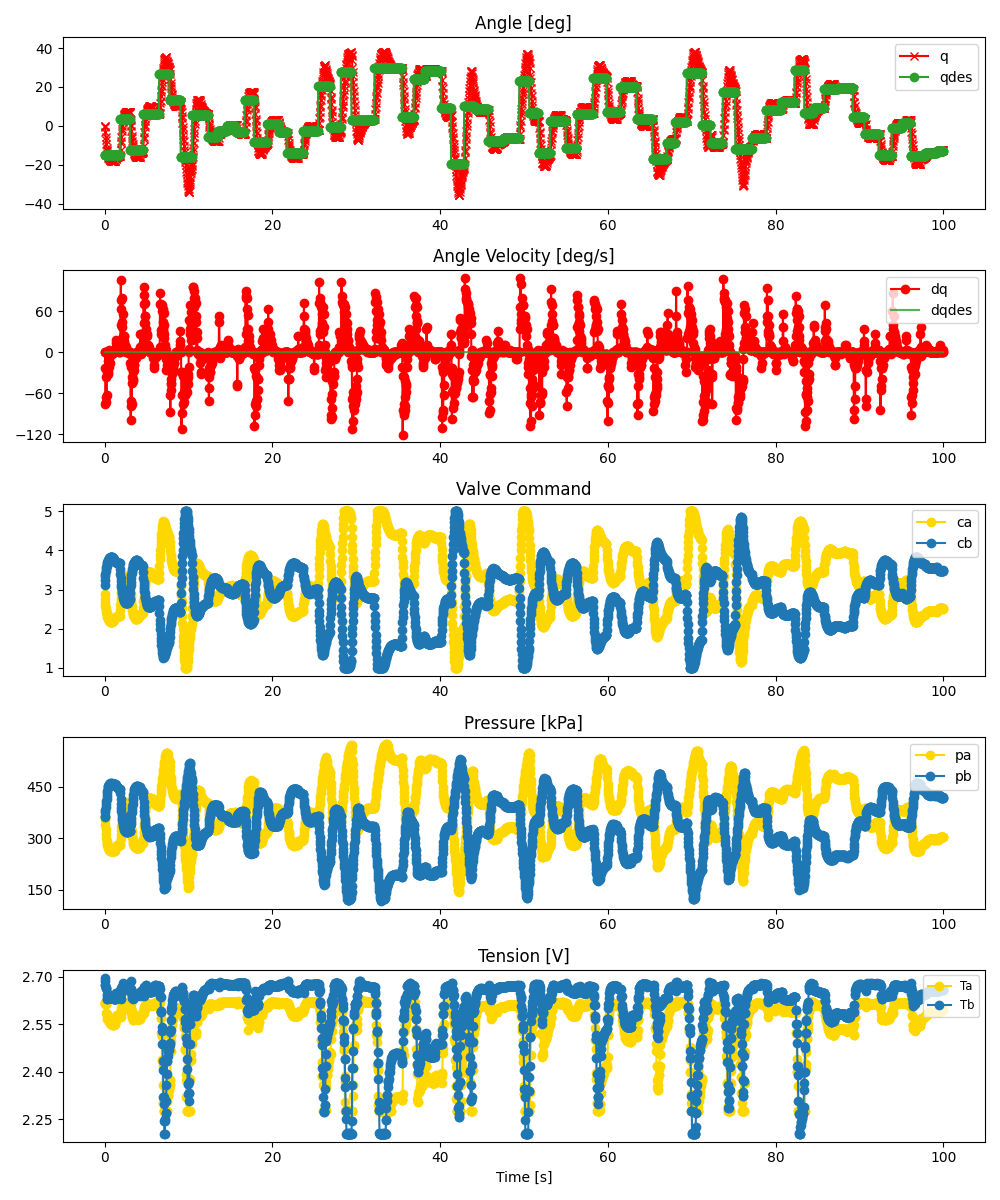 Angle [deg]
40
20
0
−20
−40
q
qdes
0 20 40 60 80 100
Angle Velocity [deg/s]
60
0
−60
−120
dq
dqdes
0 20 40 60 80 100
Valve Command
5
4
3
2
1
ca
cb
0 20 40 60 80 100
Pressure [kPa]
450
300
150
pa
pb
0 20 40 60 80 100
Tension [V]
2.70
2.55
2.40
2.25
Ta
Tb
0 20 40 60 80 100
Time [s]